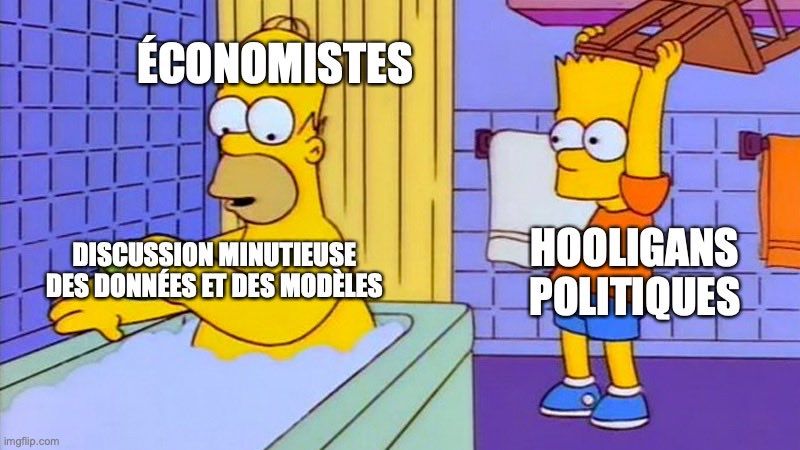 ÉCONOMISTES
DISCUSSION MINUTIEUSE
DES DONNÉES ET DES MODÈLES
HOOLIGANS
POLITIQUES
imgflip.com